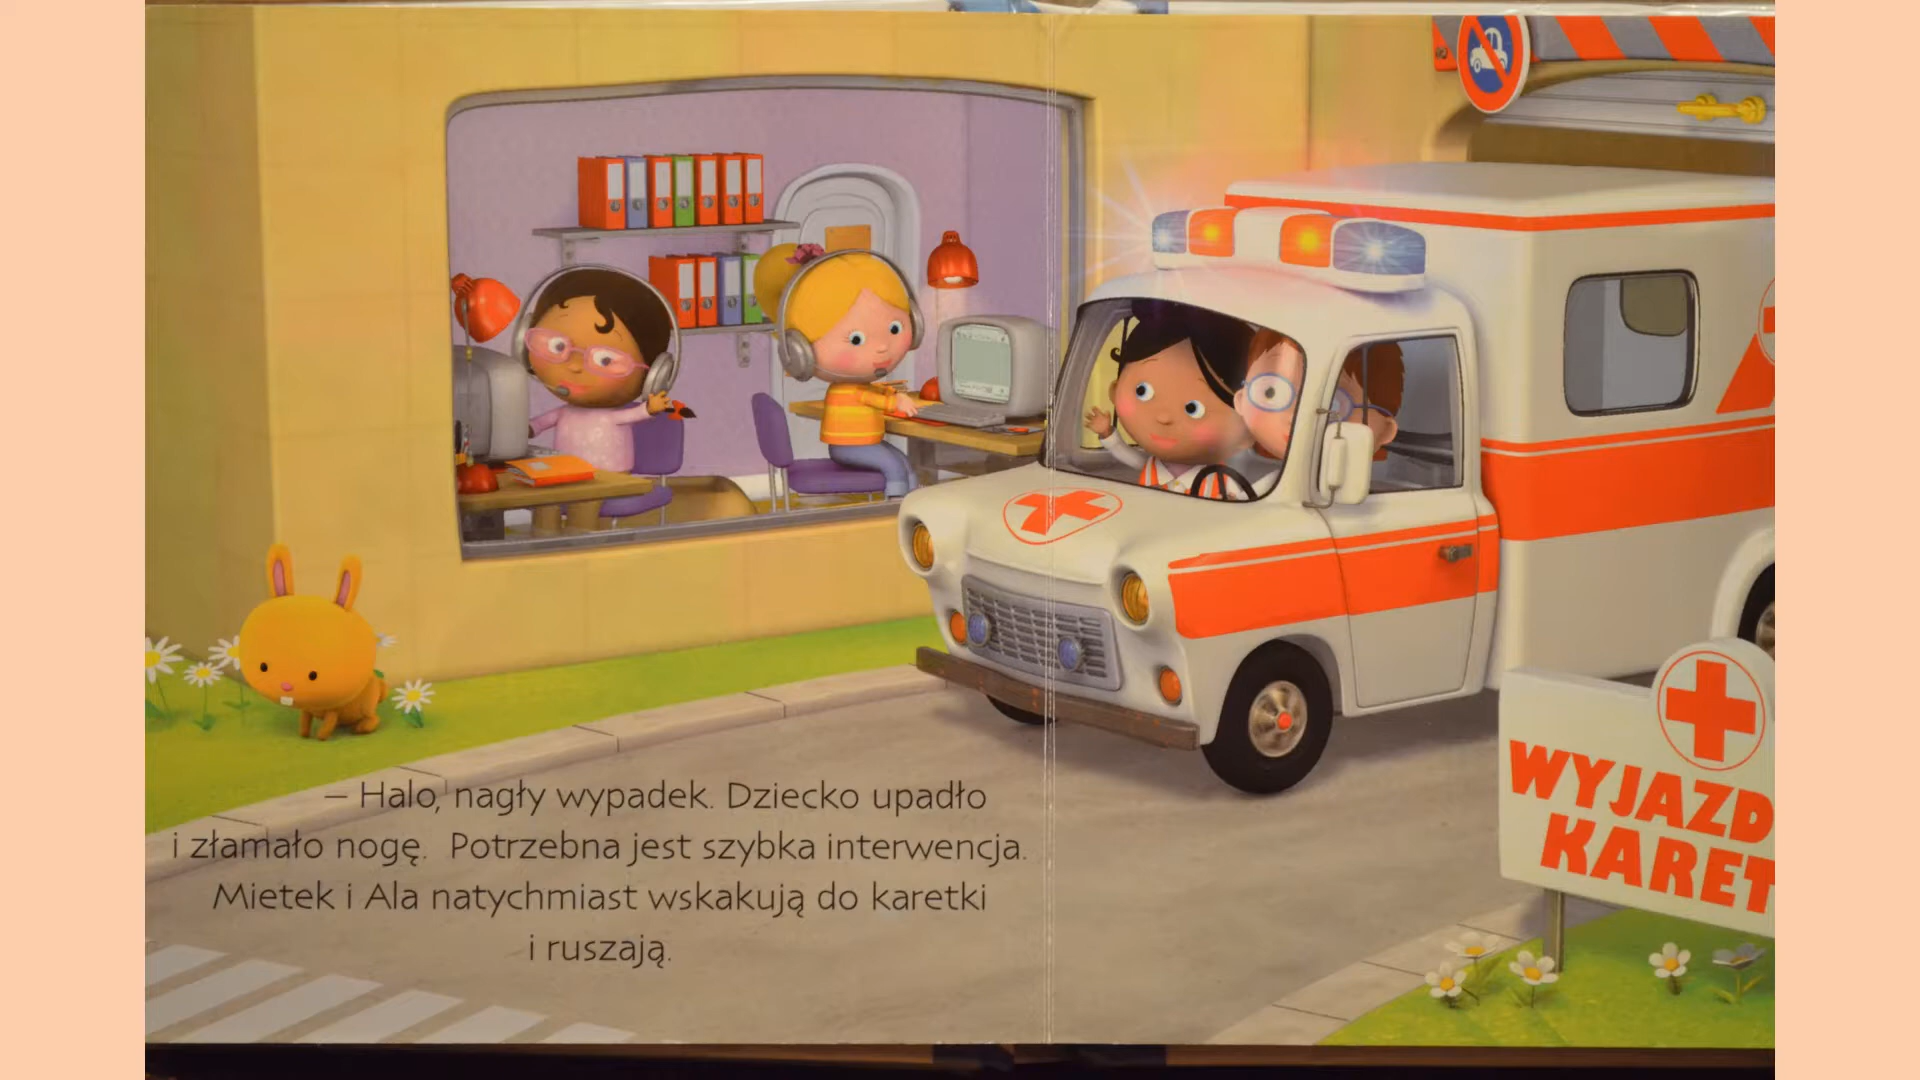 – Halo, nagły wypadek. Dziecko upadło
i złamało nogę. Potrzebna jest szybka interwencja.
Mietek i Ala natychmiast wskakują do karetki
i ruszają.
WYJAZD
KARET